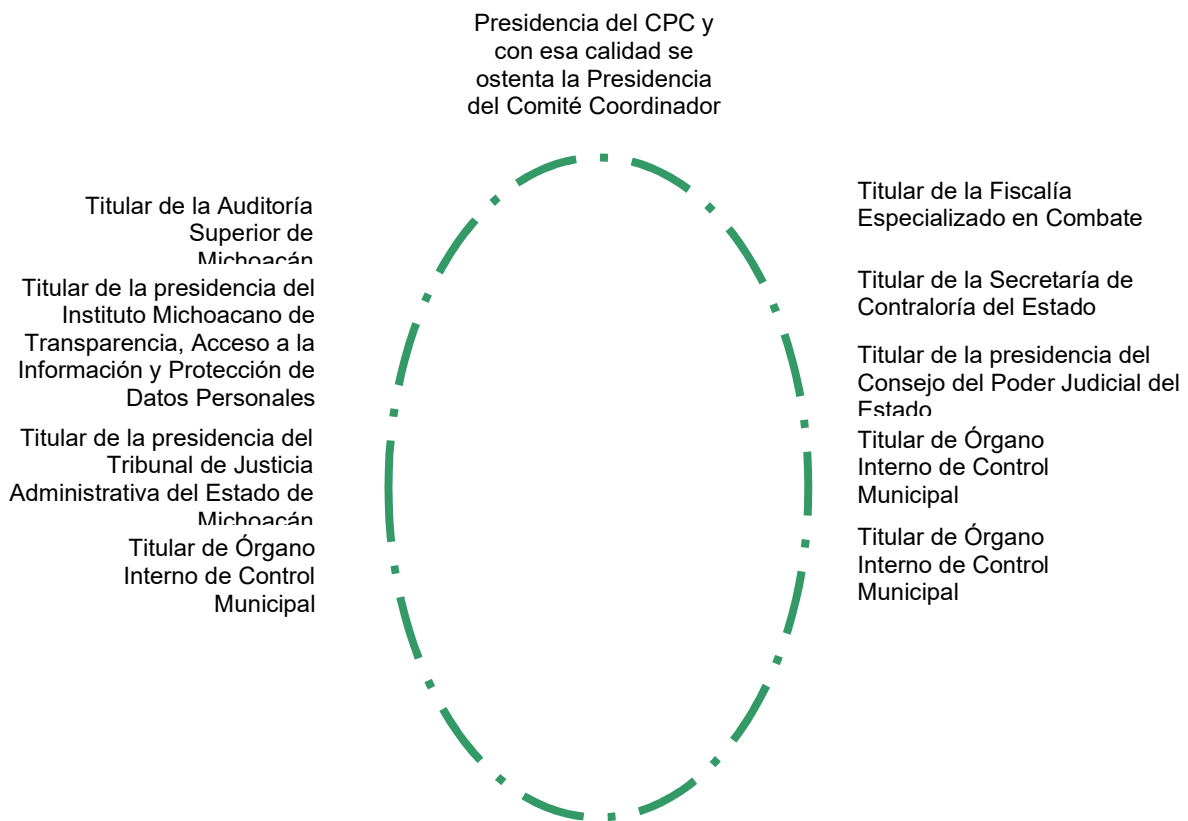 Presidencia del CPC y
con esa calidad se
ostenta la Presidencia
del Comité Coordinador
Titular de la Auditoría
Superior de
Michoacán
Titular de la presidencia del
Instituto Michoacano de
Transparencia, Acceso a la
Información y Protección de
Datos Personales
Titular de la presidencia del
Tribunal de Justicia
Administrativa del Estado de
Michoacán
Titular de Órgano
Interno de Control
Municipal
Titular de la Fiscalía
Especializado en Combate
Titular de la Secretaría de
Contraloría del Estado
Titular de la presidencia del
Consejo del Poder Judicial del
Estado
Titular de Órgano
Interno de Control
Municipal
Titular de Órgano
Interno de Control
Municipal